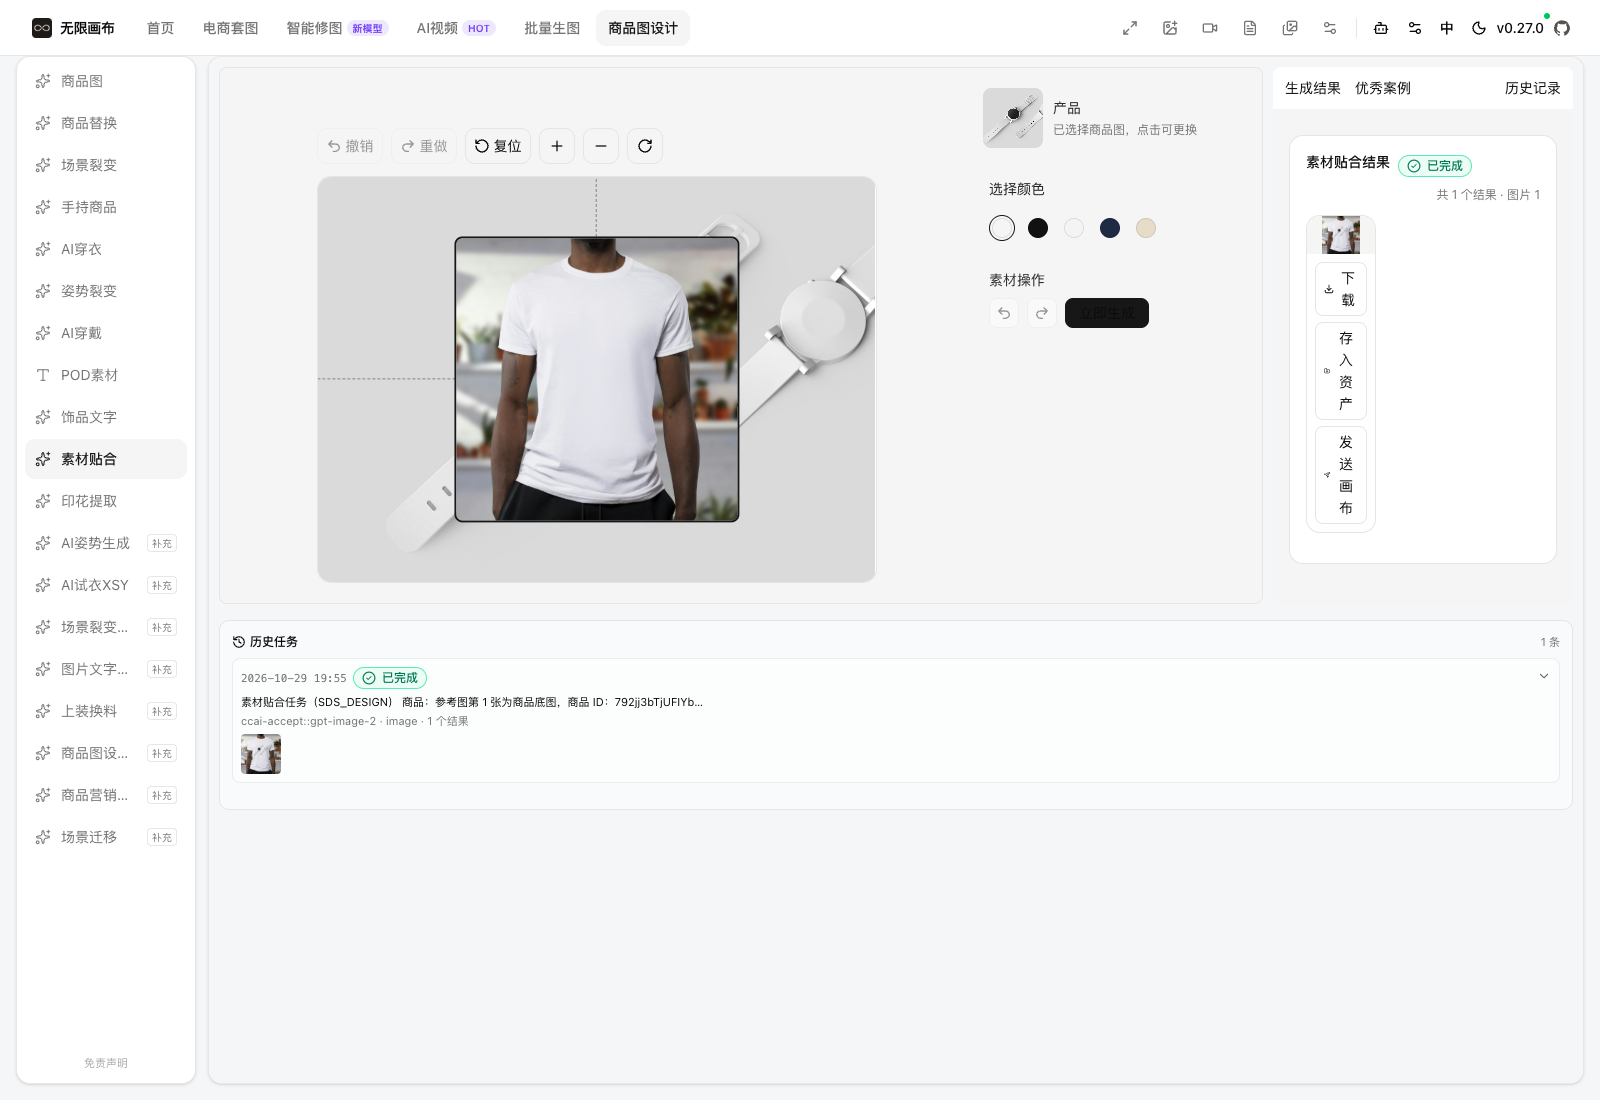 无限画布
首页
电商套图
智能修图 新模型
AI视频 HOT
批量生图
商品图设计
中
v0.27.0
商品图
商品替换
场景裂变
手持商品
AI穿衣
姿势裂变
AI穿戴
POD素材
饰品文字
素材贴合
印花提取
AI姿势生成 补充
AI试衣XSY 补充
场景裂变... 补充
图片文字... 补充
上装换料 补充
商品图设... 补充
商品营销... 补充
场景迁移 补充
免责声明
撤销
重做
复位
产品
已选择商品图，点击可更换
选择颜色
素材操作
立即生成
生成结果
优秀案例
历史记录
素材贴合结果 已完成
共 1 个结果 · 图片 1
下载
存入资产
发送画布
历史任务
1 条
2026-10-29 19:55 已完成
素材贴合任务（SDS_DESIGN） 商品：参考图第 1 张为商品底图，商品 ID：792jj3bTjUFIYb...
ccai-accept::gpt-image-2 · image · 1 个结果